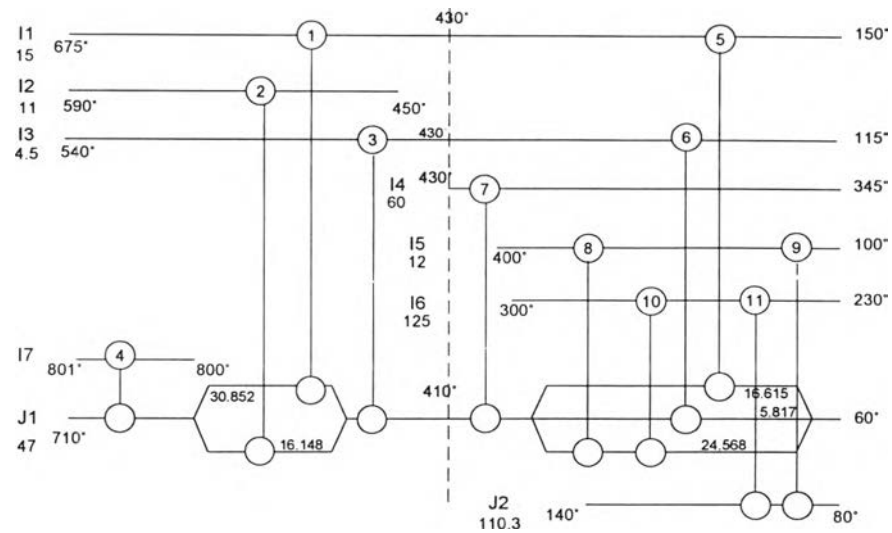 I1 675° 1 430° 5 150°
15
I2 590° 2 450°
11
I3 540° 3 430 6 115°
4.5
I4 430° 7 345°
60
I5 400° 8 9 100°
12
I6 300° 10 11 230°
125
I7 801° 4 800°
30.852 410° 16.615
J1 710° 5.817 60°
47
16.148 24.568
J2 140° 80°
110.3